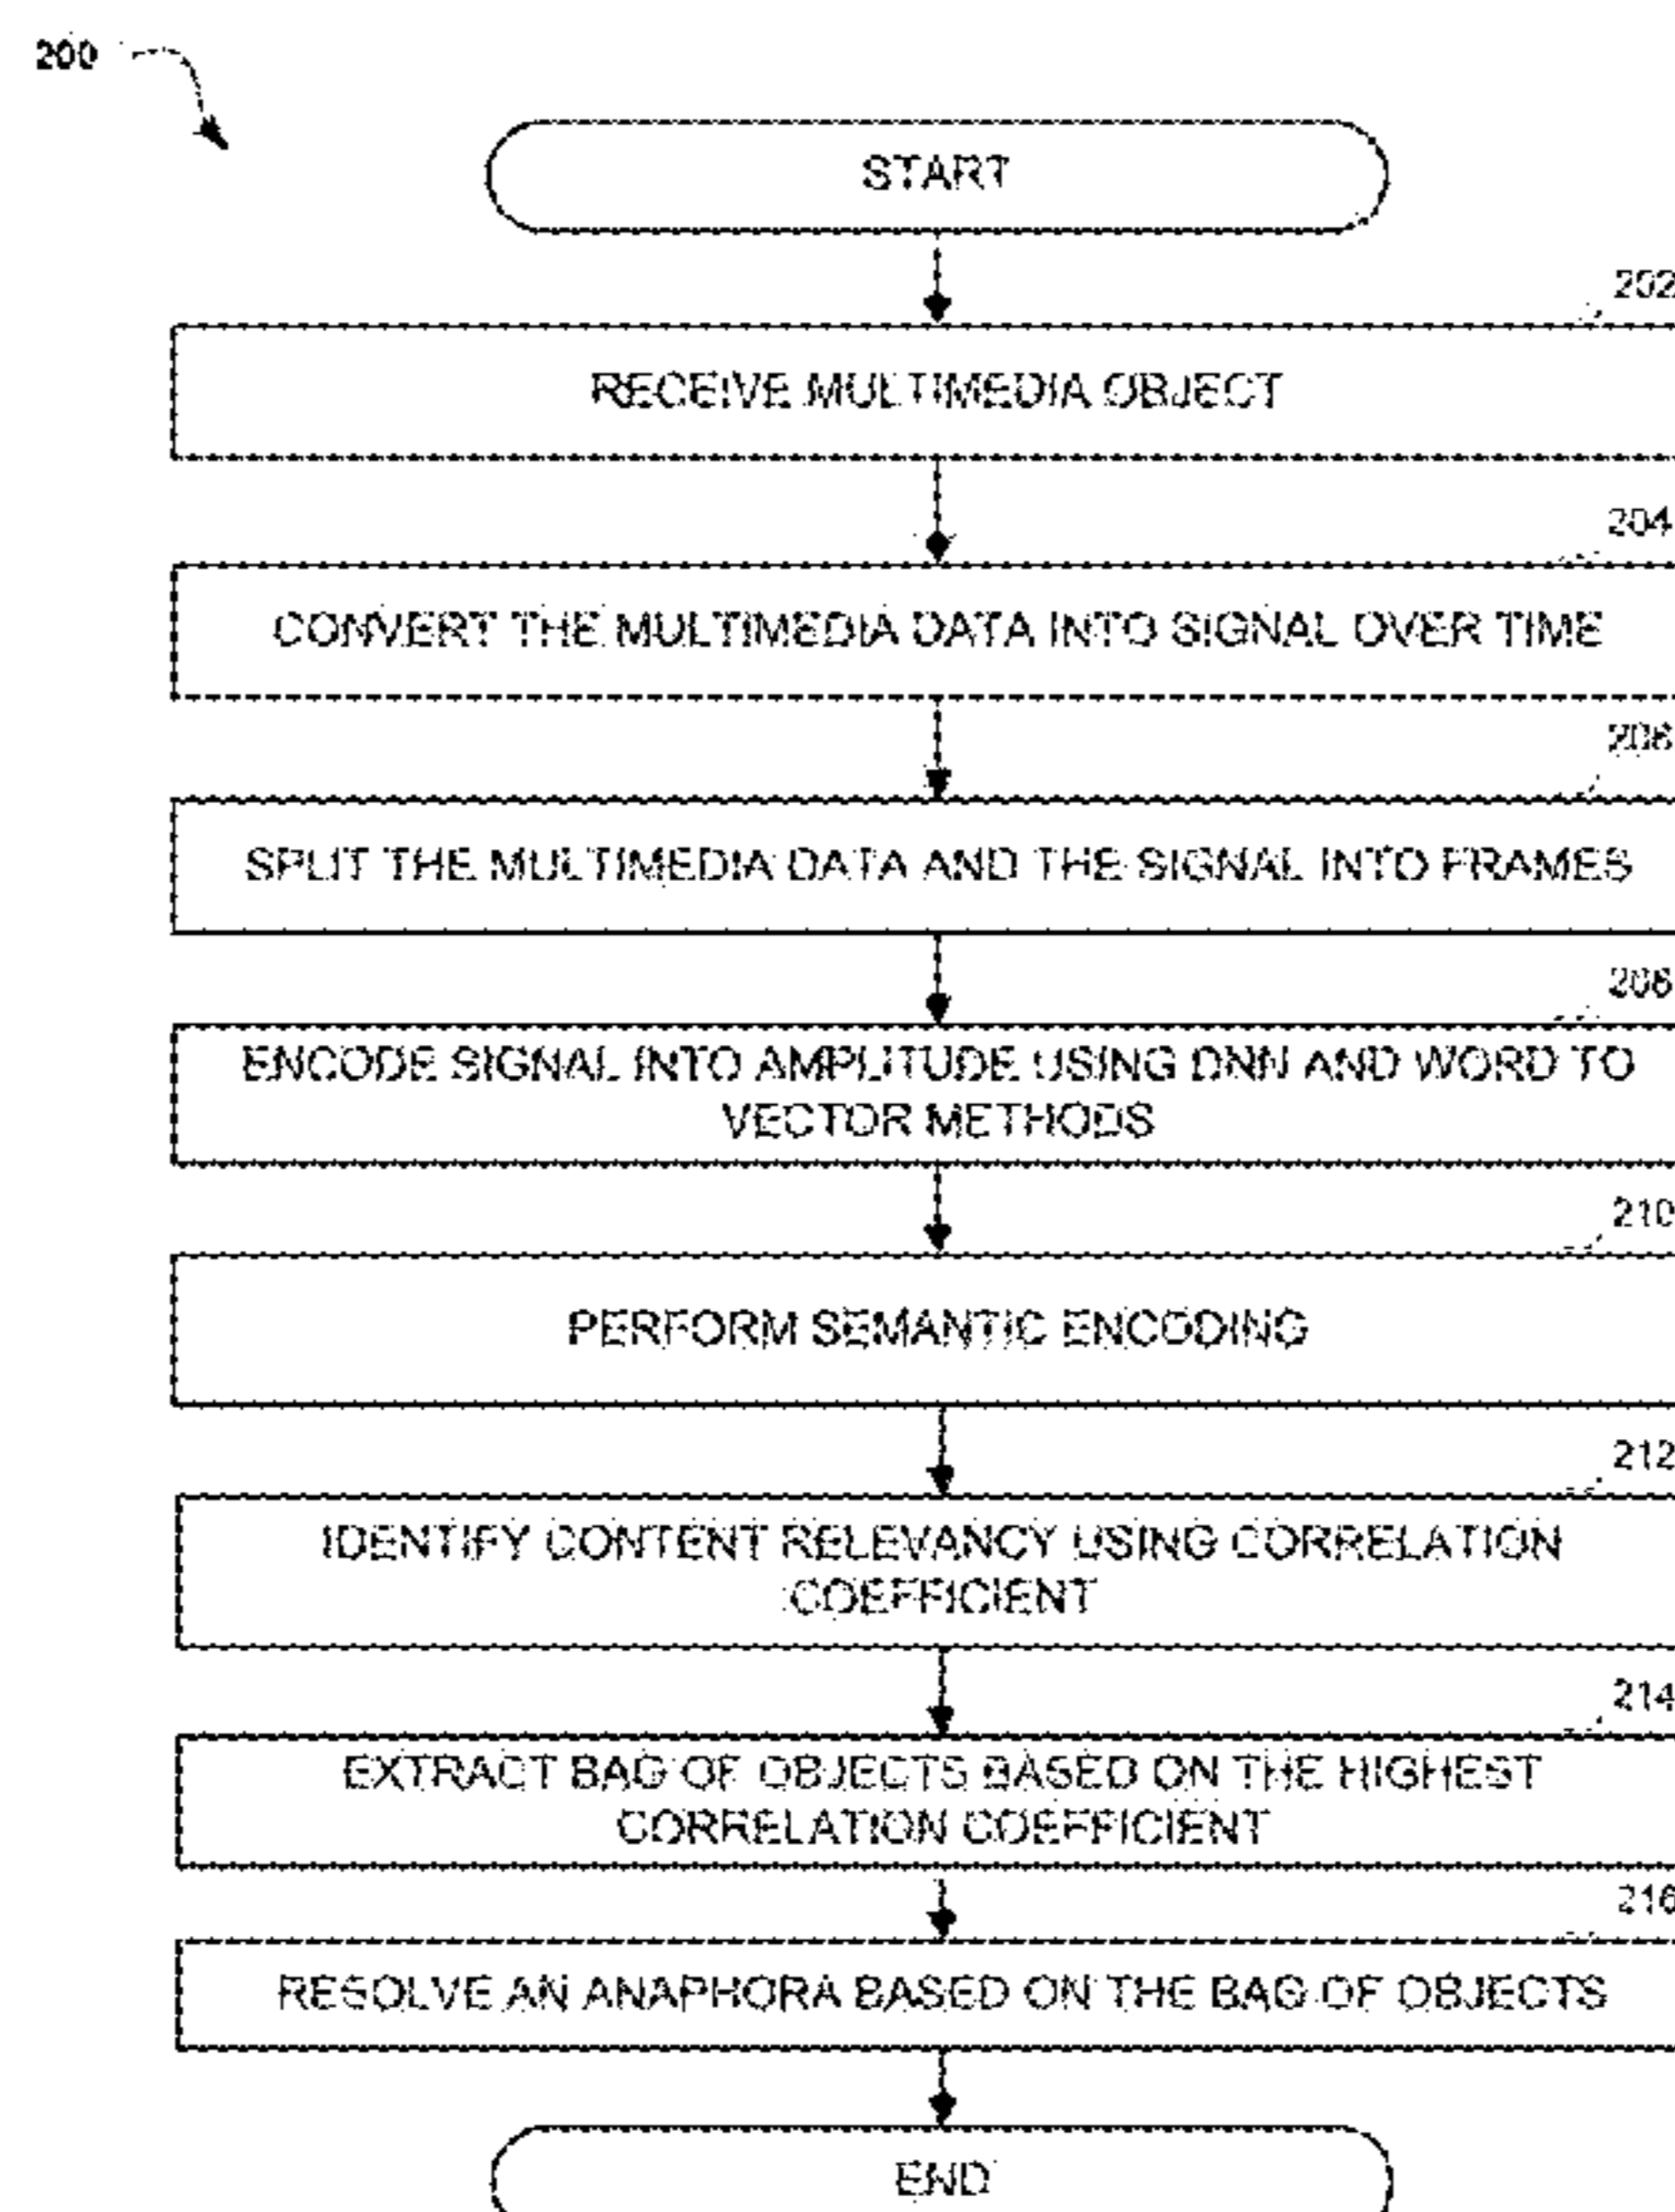 200
START
202
RECEIVE MULTIMEDIA OBJECT
204
CONVERT THE MULTIMEDIA DATA INTO SIGNAL OVER TIME
206
SPLIT THE MULTIMEDIA DATA AND THE SIGNAL INTO FRAMES
208
ENCODE SIGNAL INTO AMPLITUDE USING DNN AND WORD TO
VECTOR METHODS
210
PERFORM SEMANTIC ENCODING
212
IDENTIFY CONTENT RELEVANCY USING CORRELATION
COEFFICIENT
214
EXTRACT BAG OF OBJECTS BASED ON THE HIGHEST
CORRELATION COEFFICIENT
216
RESOLVE AN ANAPHORA BASED ON THE BAG OF OBJECTS
END